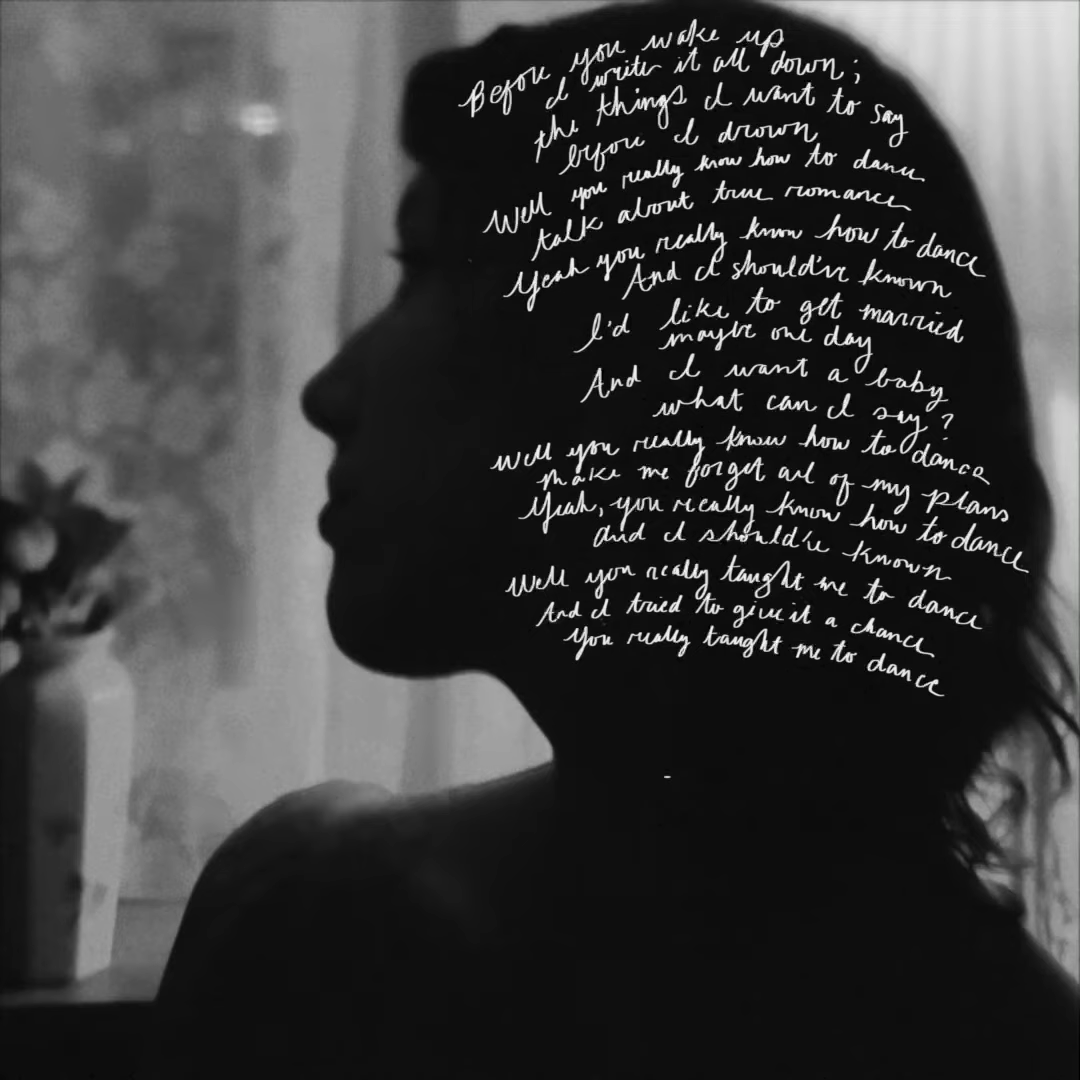 Before you wake up
I write it all down;
the things I want to say
before I drown
Well you really know how to dance
talk about true romance
Yeah you really know how to dance
And I should've known
I'd like to get married
maybe one day
And I want a baby
what can I say?
Well you really know how to dance
make me forget all of my plans
Yeah, you really know how to dance
and I should've known
Well you really taught me to dance
And I tried to give it a chance
You really taught me to dance